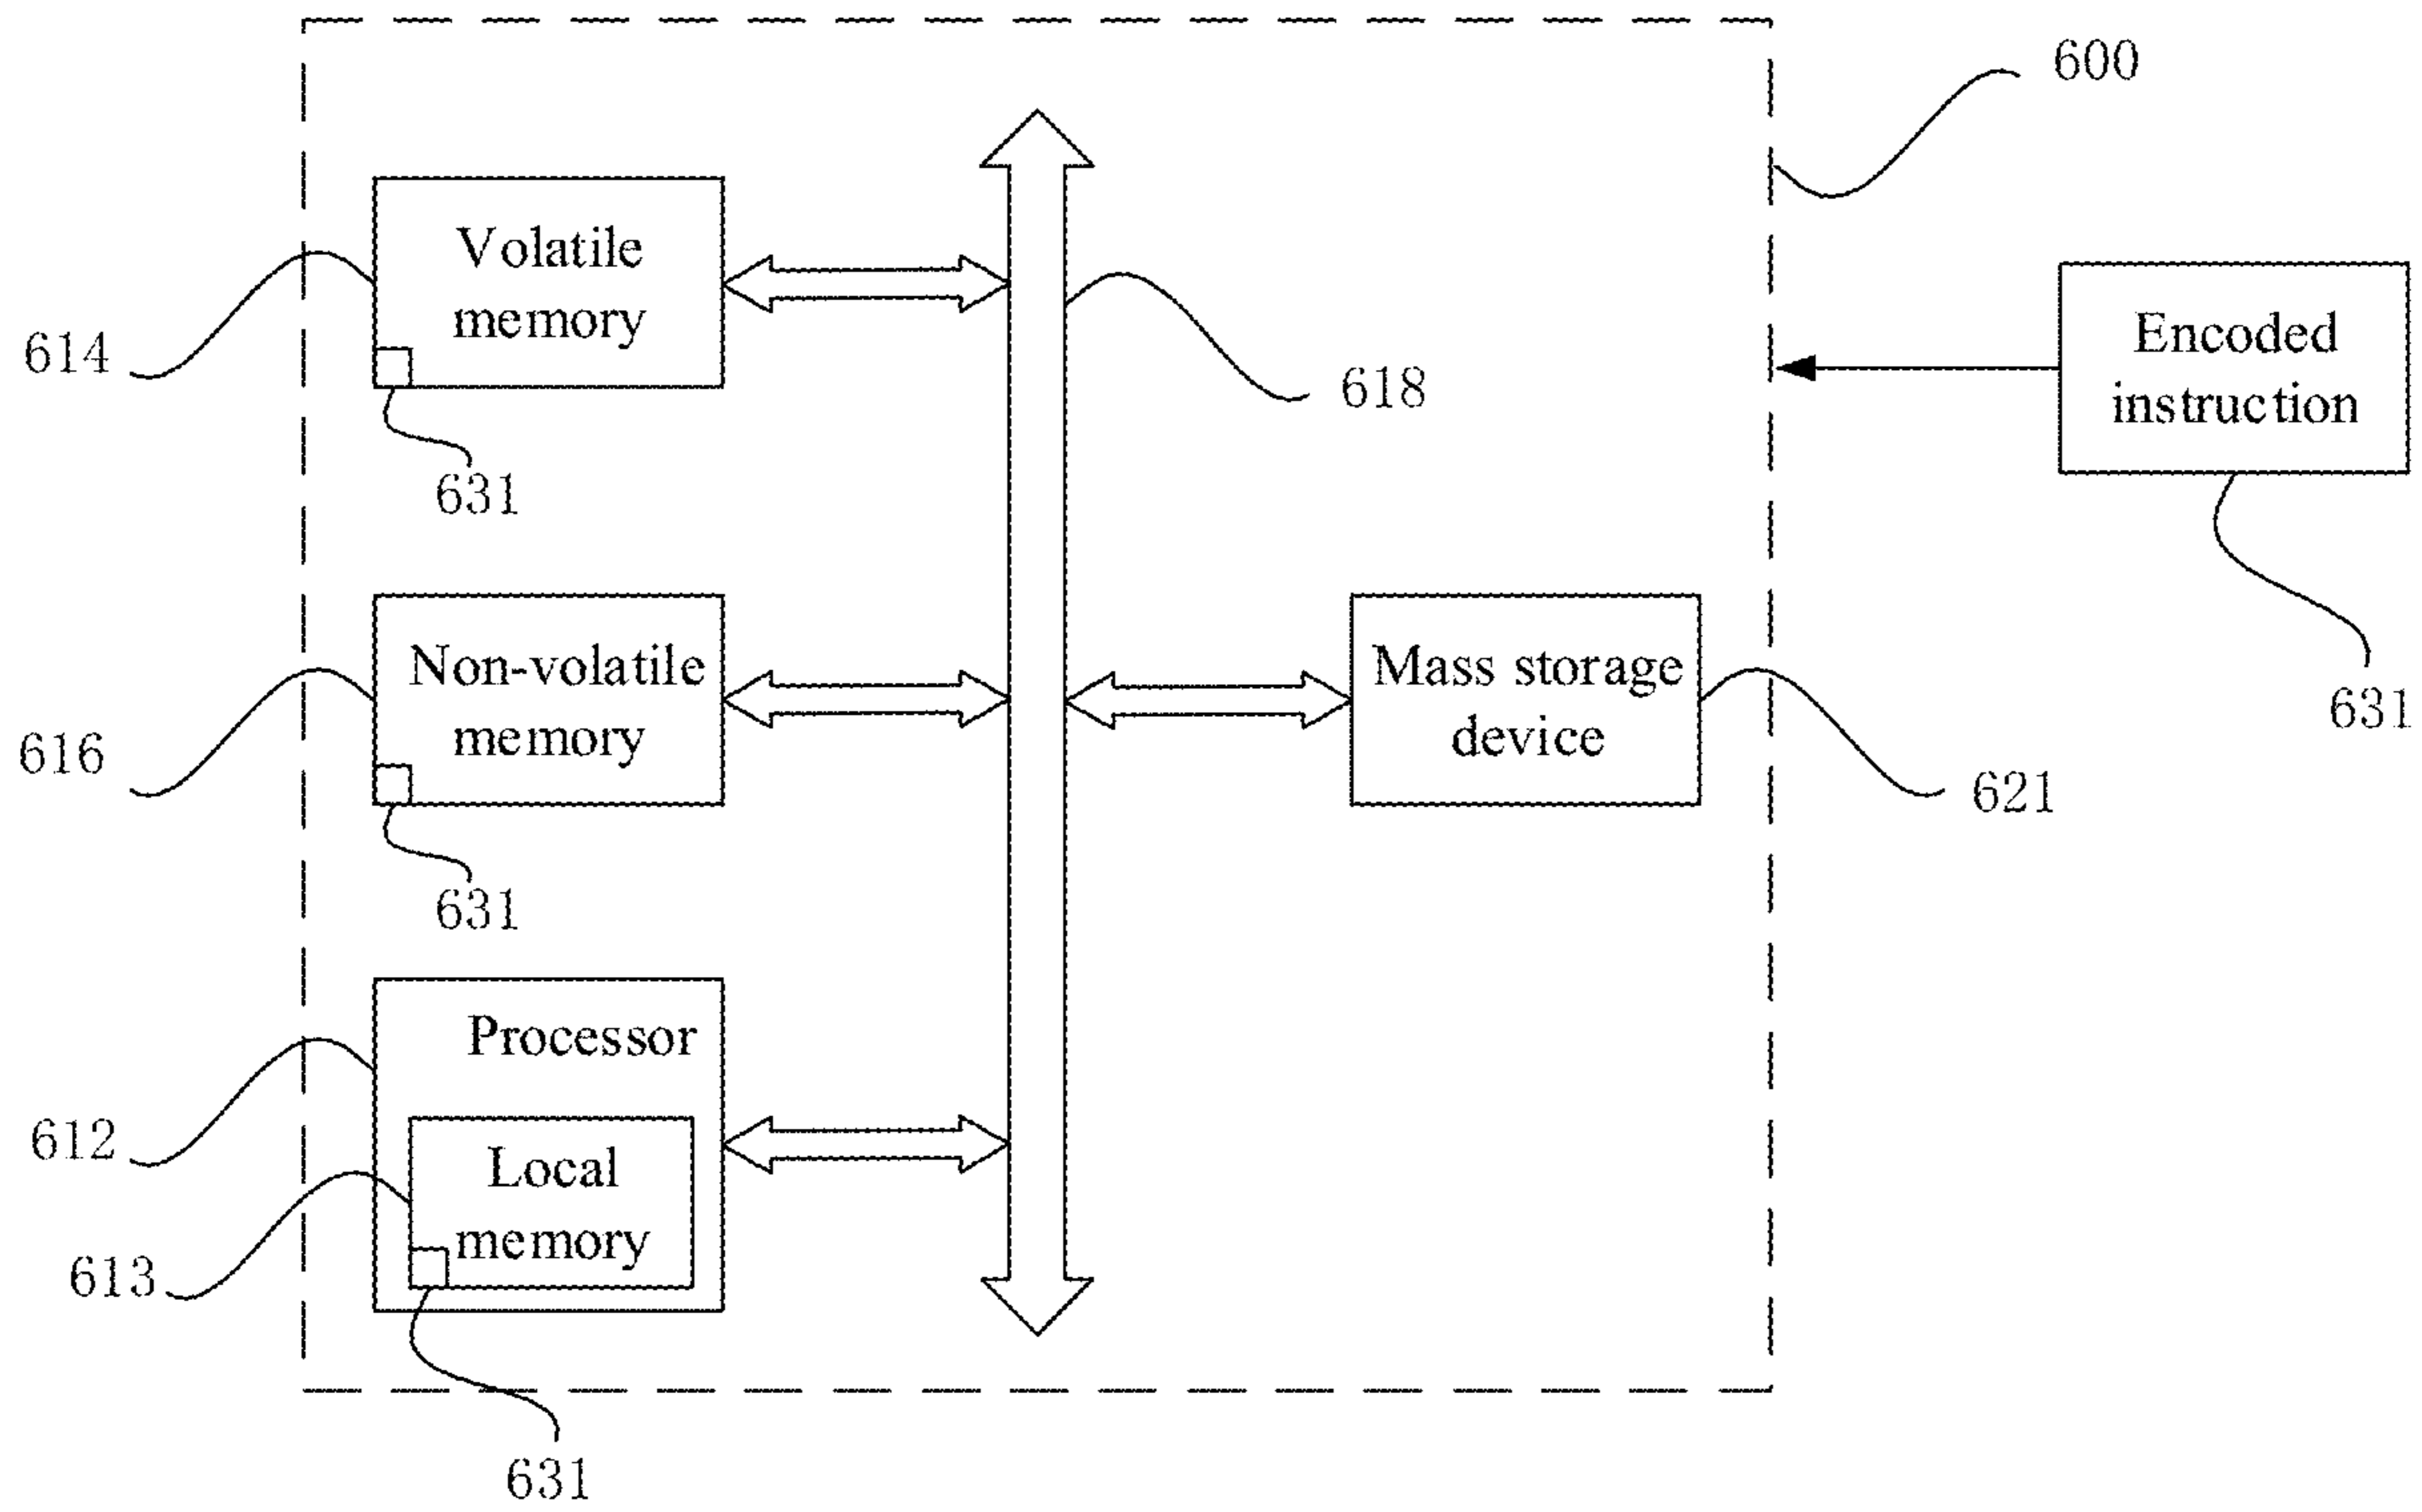 600
Volatile
memory
614
631
618
Encoded
instruction
631
Non-volatile
memory
616
631
Mass storage
device
621
Processor
612
Local
memory
613
631